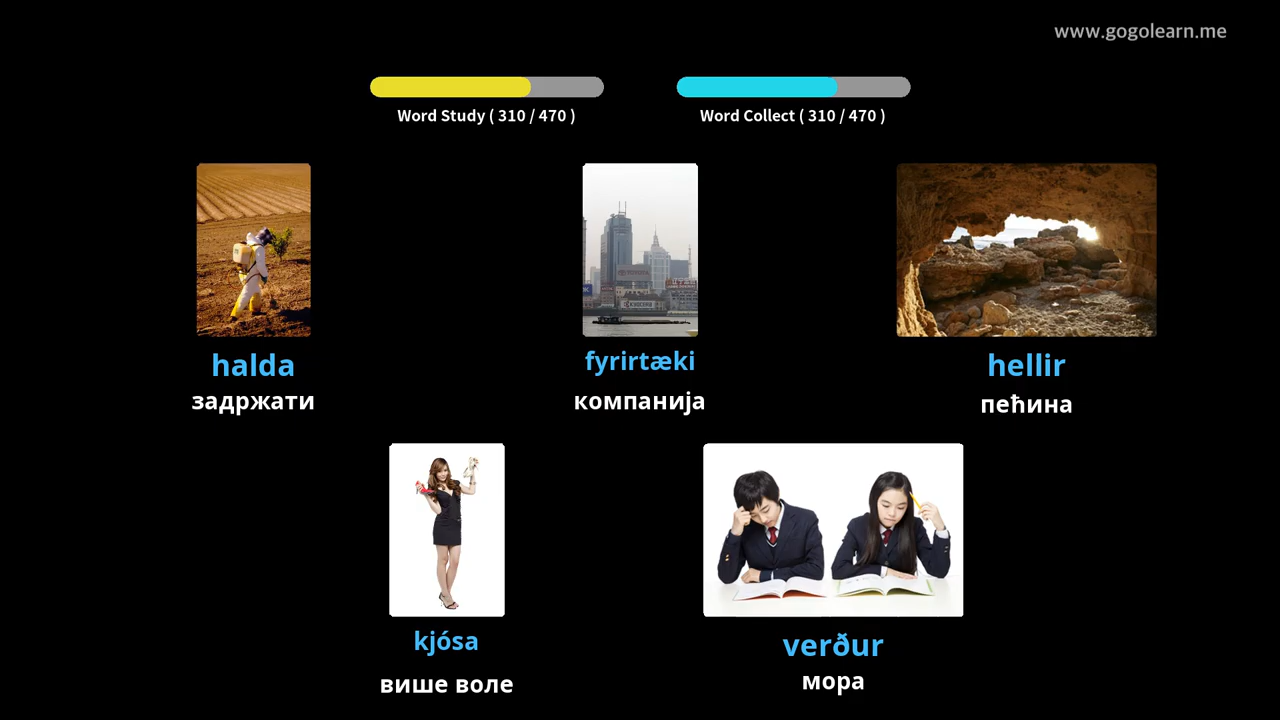 www.gogolearn.me
Word Study ( 310 / 470 )
Word Collect ( 310 / 470 )
TOYOTA
halda
задржати
fyrirtæki
компанија
hellir
пећина
kjósa
више воле
verður
мора